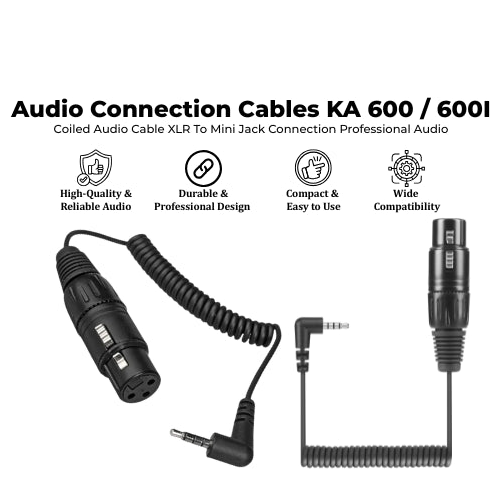 Audio Connection Cables KA 600 / 600I
Coiled Audio Cable XLR To Mini Jack Connection Professional Audio
High-Quality &
Reliable Audio
Durable &
Professional Design
Compact &
Easy to Use
Wide
Compatibility